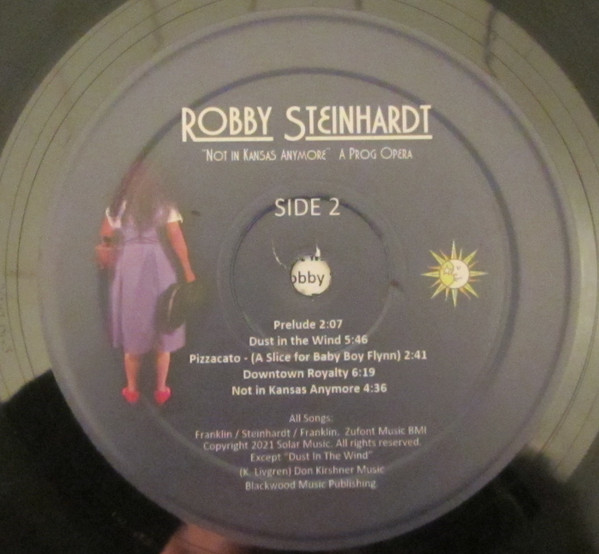 ROBBY STEINHARDT
"NOT IN KANSAS ANYMORE" A PROG OPERA
SIDE 2
obby
Prelude 2:07
Dust in the Wind 5:46
Pizzacato - (A Slice for Baby Boy Flynn) 2:41
Downtown Royalty 6:19
Not in Kansas Anymore 4:36
All Songs:
Franklin / Steinhardt / Franklin. Zufont Music BMI
Copyright 2021 Solar Music. All rights reserved.
Except "Dust In The Wind"
(K. Livgren) Don Kirshner Music
Blackwood Music Publishing